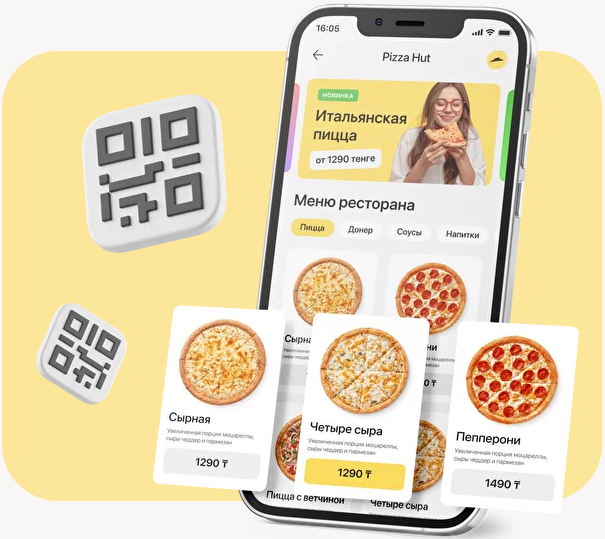 16:05
Pizza Hut
НОВИНКА
Итальянская
пицца
от 1290 тенге
Меню ресторана
Пицца
Донер
Соусы
Напитки
Сырная
Увеличенная порция моцареллы,
сыры чеддер и пармезан
1290 ₸
Четыре сыра
Увеличенная порция моцареллы,
сыры чеддер и пармезан
1290 ₸
Пепперони
Увеличенная порция моцареллы,
сыры чеддер и пармезан
1490 ₸
Пицца с ветчиной
Четыре сыра